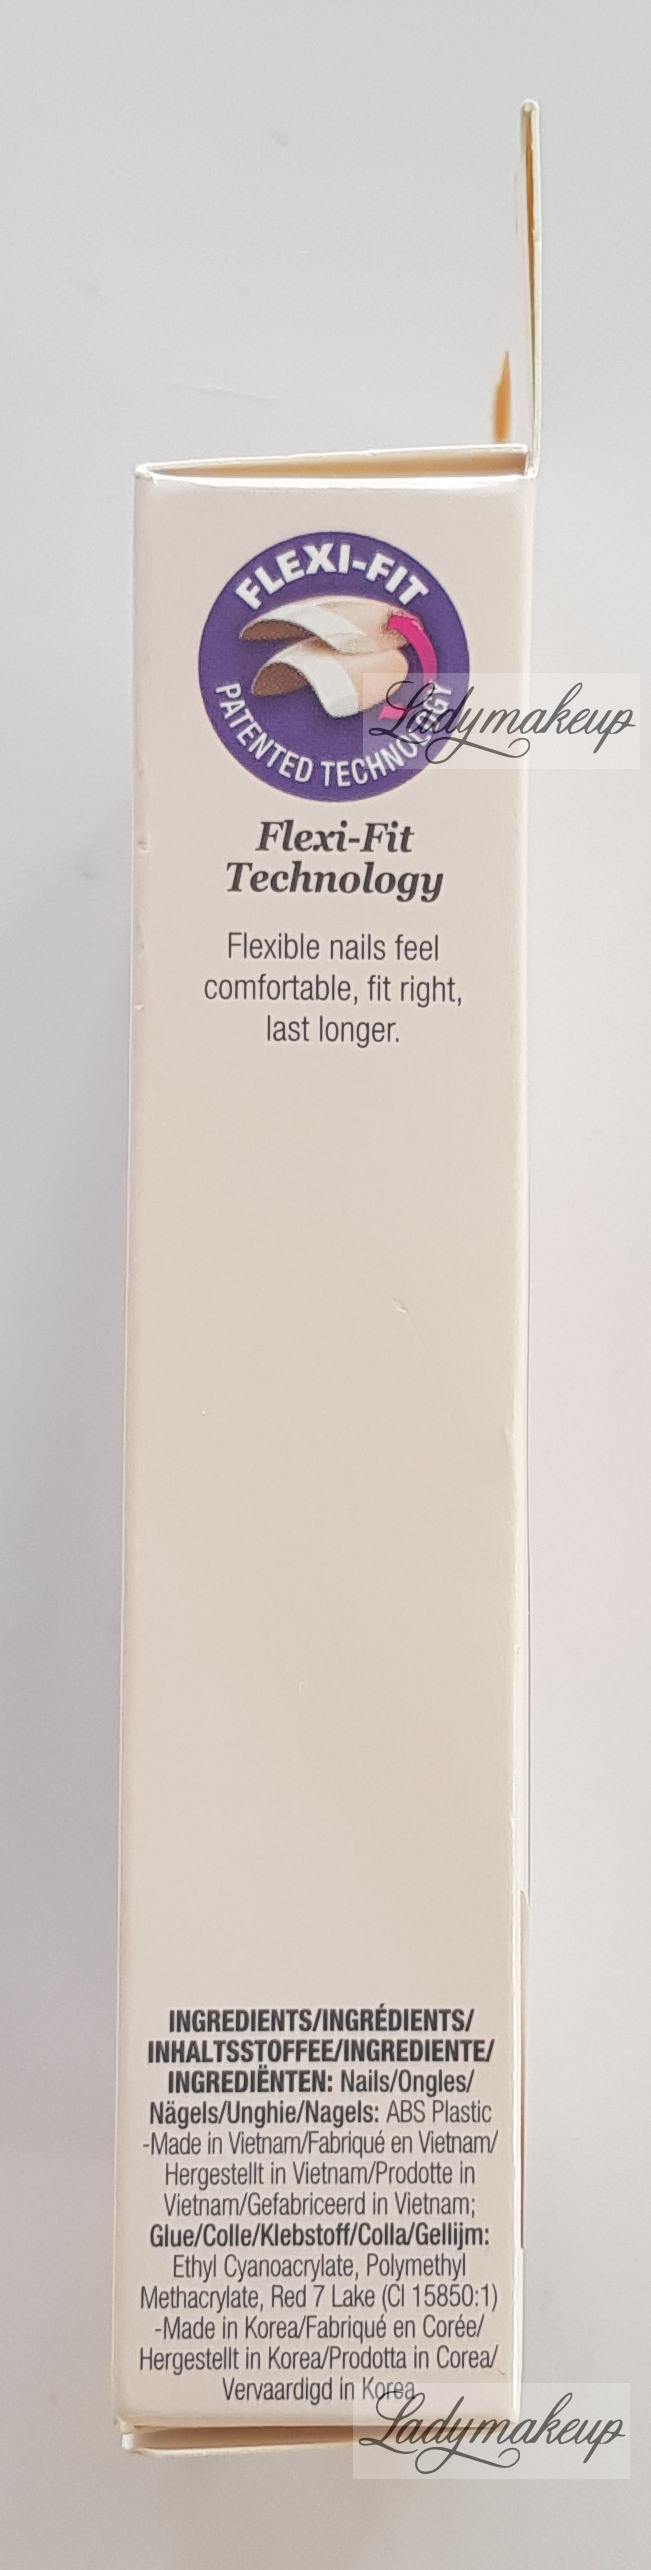 FLEXI-FIT
PATENTED TECHNOLOGY
Ladymakeup
Flexi-Fit
Technology
Flexible nails feel
comfortable, fit right,
last longer.
INGREDIENTS/INGRÉDIENTS/
INHALTSSTOFFEE/INGREDIENTE/
INGREDIËNTEN: Nails/Ongles/
Nägels/Unghie/Nagels: ABS Plastic
-Made in Vietnam/Fabriqué en Vietnam/
Hergestellt in Vietnam/Prodotte in
Vietnam/Gefabriceerd in Vietnam;
Glue/Colle/Klebstoff/Colla/Gellijm:
Ethyl Cyanoacrylate, Polymethyl
Methacrylate, Red 7 Lake (CI 15850:1)
-Made in Korea/Fabriqué en Corée/
Hergestellt in Korea/Prodotta in Corea/
Vervaardigd in Korea
Ladymakeup